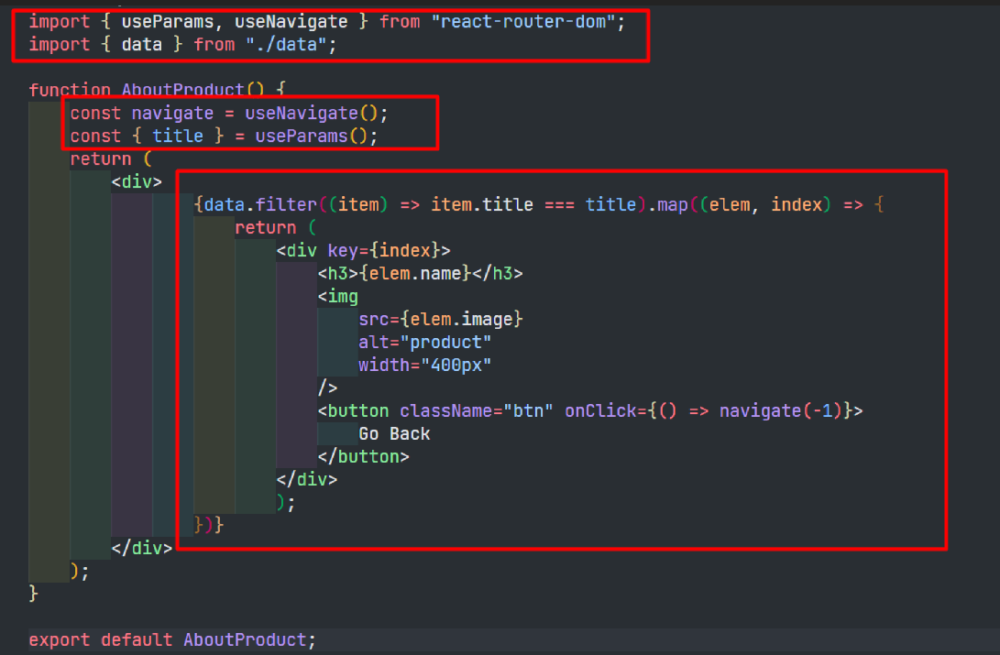 import { useParams, useNavigate } from "react-router-dom";
import { data } from "./data";
function AboutProduct() {
const navigate = useNavigate();
const { title } = useParams();
return (
<div>
{data.filter((item) => item.title === title).map((elem, index) => {
return (
<div key={index}>
<h3>{elem.name}</h3>
<img
src={elem.image}
alt="product"
width="400px"
/>
<button className="btn" onClick={() => navigate(-1)}>
Go Back
</button>
</div>
);
})}
</div>
);
}
export default AboutProduct;